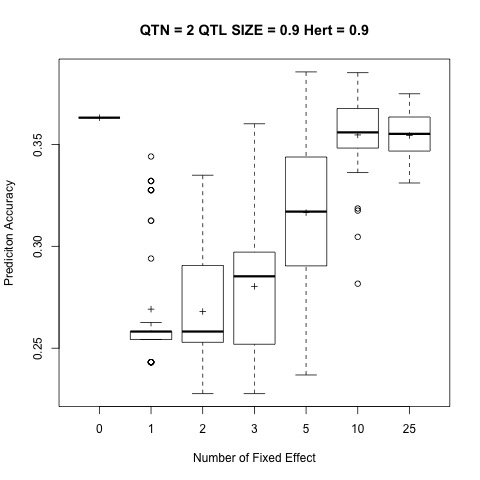 QTN = 2 QTL SIZE = 0.9 Hert = 0.9
Prediciton Accuracy
0.35
0.30
0.25
0 1 2 3 5 10 25
Number of Fixed Effect